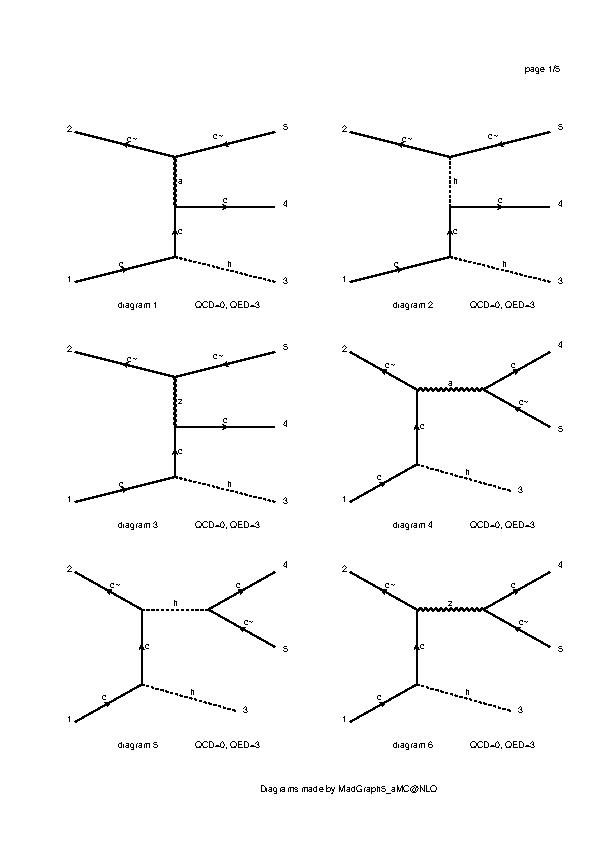 page 1/5
2 c~ c~ 5
a
c 4
c
1 c h 3
diagram 1 QCD=0, QED=3
2 c~ c~ 5
h
c 4
c
1 c h 3
diagram 2 QCD=0, QED=3
2 c~ c~ 5
z
c 4
c
1 c h 3
diagram 3 QCD=0, QED=3
2 c~ a c 4
c c~ 5
1 c h 3
diagram 4 QCD=0, QED=3
2 c~ h c 4
c c~ 5
1 c h 3
diagram 5 QCD=0, QED=3
2 c~ z c 4
c c~ 5
1 c h 3
diagram 6 QCD=0, QED=3
Diagrams made by MadGraph5_aMC@NLO